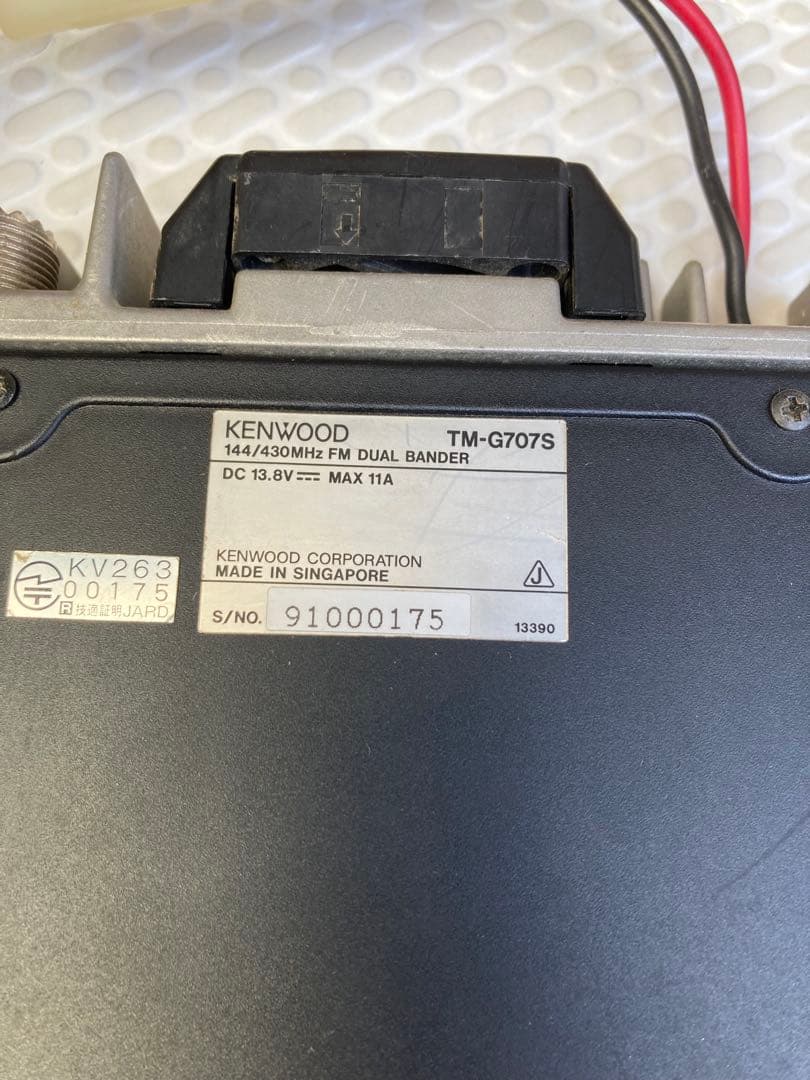 KENWOOD TM-G707S
144/430MHz FM DUAL BANDER
DC 13.8V⎓ MAX 11A
KENWOOD CORPORATION
MADE IN SINGAPORE
J
S/NO. 91000175 13390
KV263
00175
R 技適証明JARD